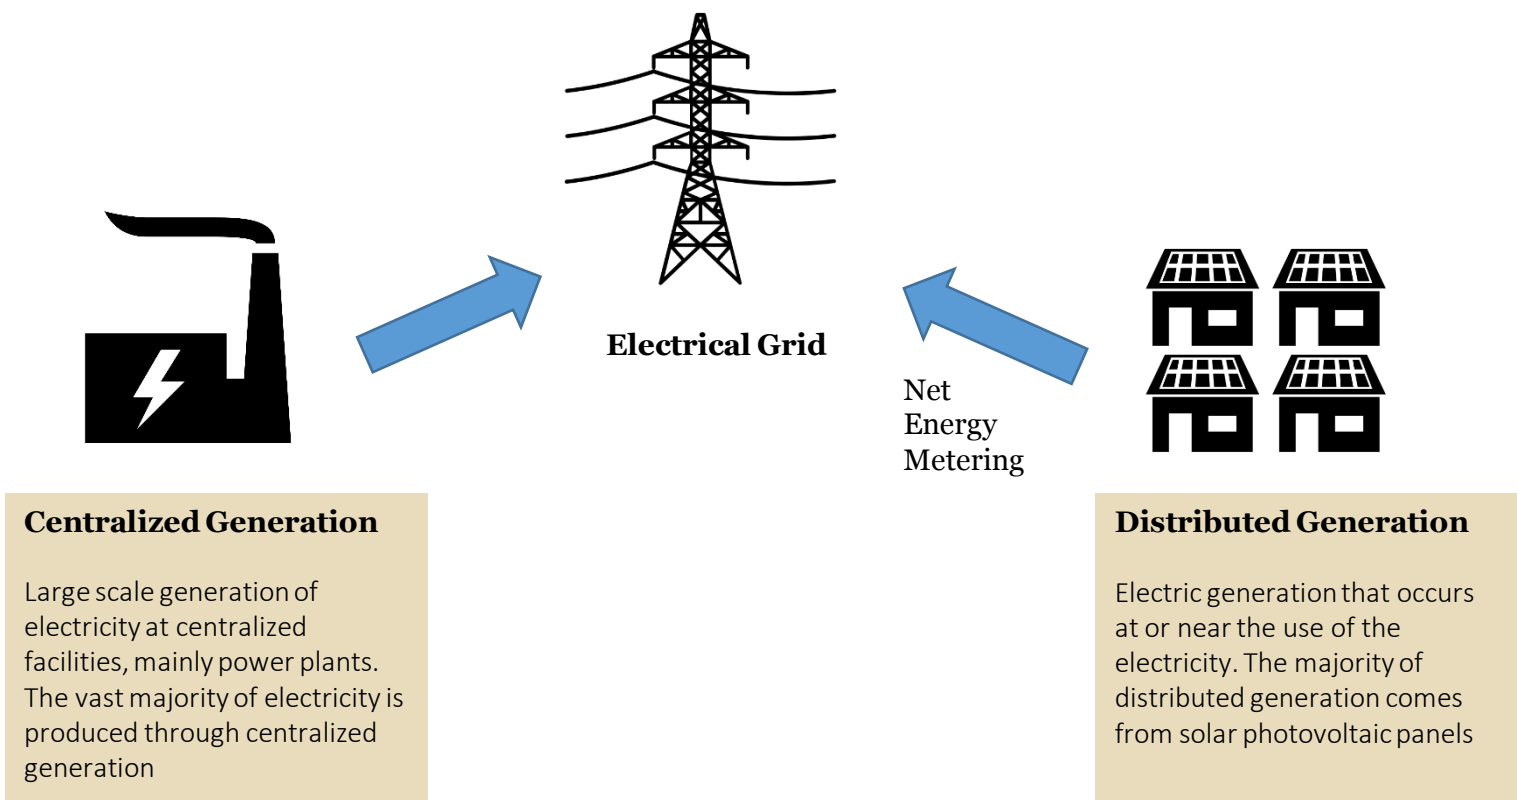 Electrical Grid
Net
Energy
Metering
Centralized Generation
Large scale generation of
electricity at centralized
facilities, mainly power plants.
The vast majority of electricity is
produced through centralized
generation
Distributed Generation
Electric generation that occurs
at or near the use of the
electricity. The majority of
distributed generation comes
from solar photovoltaic panels